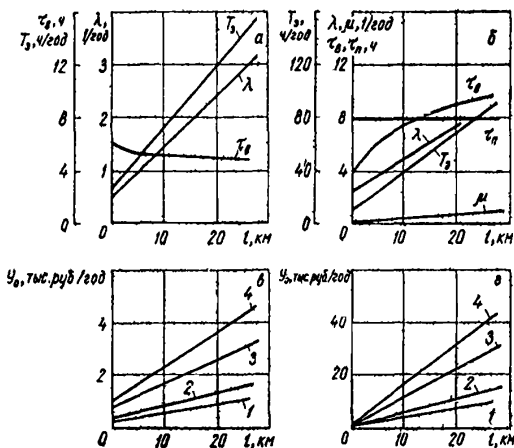 τв, ч λ,
Tэ, ч/год 1/год
Tэ а
12 3
λ
8 2
τв
4 1
0 0 10 20 l, км
Tэ, λ, μ, 1/год
ч/год τв, τп, ч
б
120 12
τв
80 8
λ τп
Tэ
40 4
μ
0 0 10 20 l, км
Уо, тыс.руб/год в
4
4
3
2
2
1
0 10 20 l, км
Уэ, тыс.руб/год г
4
40
3
20
2
1
0 10 20 l, км